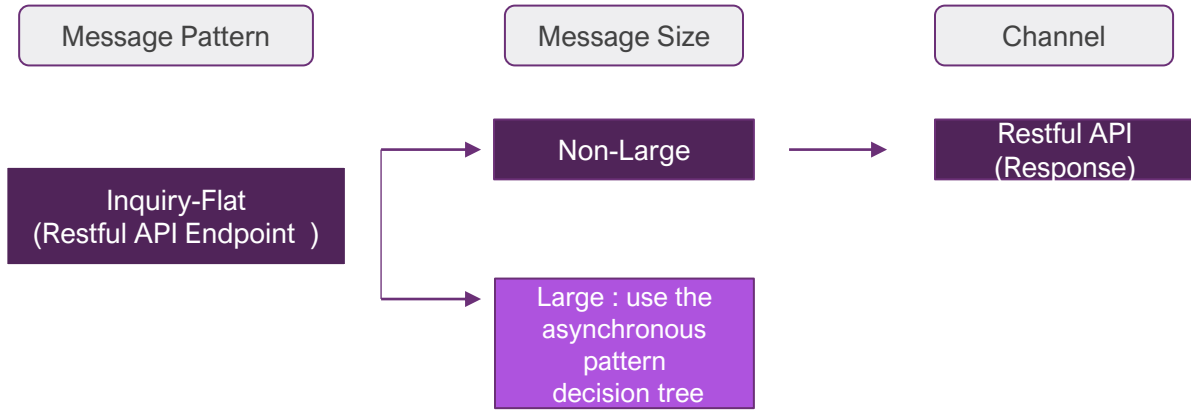 Message Pattern
Message Size
Channel
Inquiry-Flat
(Restful API Endpoint )
Non-Large
Restful API
(Response)
Large : use the
asynchronous
pattern
decision tree